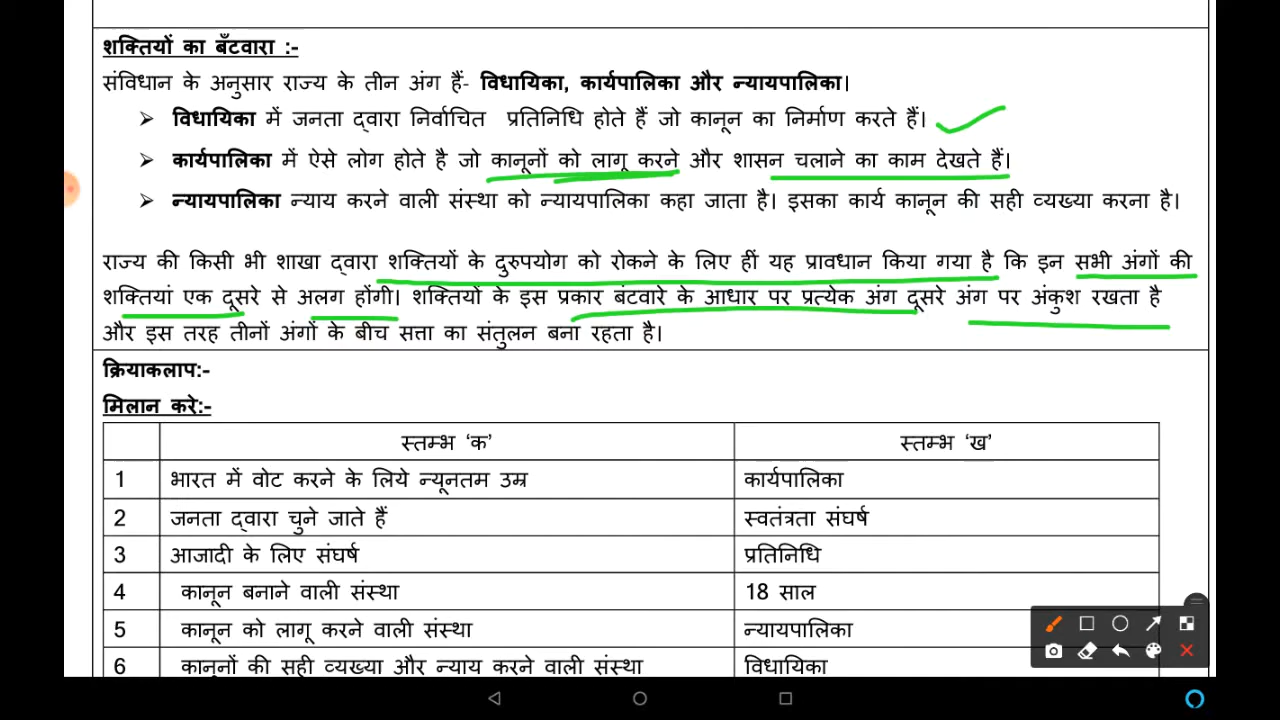 शक्तियों का बँटवारा :-
संविधान के अनुसार राज्य के तीन अंग हैं- विधायिका, कार्यपालिका और न्यायपालिका।
➢ विधायिका में जनता द्वारा निर्वाचित प्रतिनिधि होते हैं जो कानून का निर्माण करते हैं।
➢ कार्यपालिका में ऐसे लोग होते है जो कानूनों को लागू करने और शासन चलाने का काम देखते हैं।
➢ न्यायपालिका न्याय करने वाली संस्था को न्यायपालिका कहा जाता है। इसका कार्य कानून की सही व्यख्या करना है।
राज्य की किसी भी शाखा द्वारा शक्तियों के दुरुपयोग को रोकने के लिए हीं यह प्रावधान किया गया है कि इन सभी अंगों की
शक्तियां एक दूसरे से अलग होंगी। शक्तियों के इस प्रकार बंटवारे के आधार पर प्रत्येक अंग दूसरे अंग पर अंकुश रखता है
और इस तरह तीनों अंगों के बीच सत्ता का संतुलन बना रहता है।
क्रियाकलाप:-
मिलान करे:-
स्तम्भ ‘क’ स्तम्भ ‘ख’
1 भारत में वोट करने के लिये न्यूनतम उम्र कार्यपालिका
2 जनता द्वारा चुने जाते हैं स्वतंत्रता संघर्ष
3 आजादी के लिए संघर्ष प्रतिनिधि
4 कानून बनाने वाली संस्था 18 साल
5 कानून को लागू करने वाली संस्था न्यायपालिका
6 कानूनों की सही व्यख्या और न्याय करने वाली संस्था विधायिका